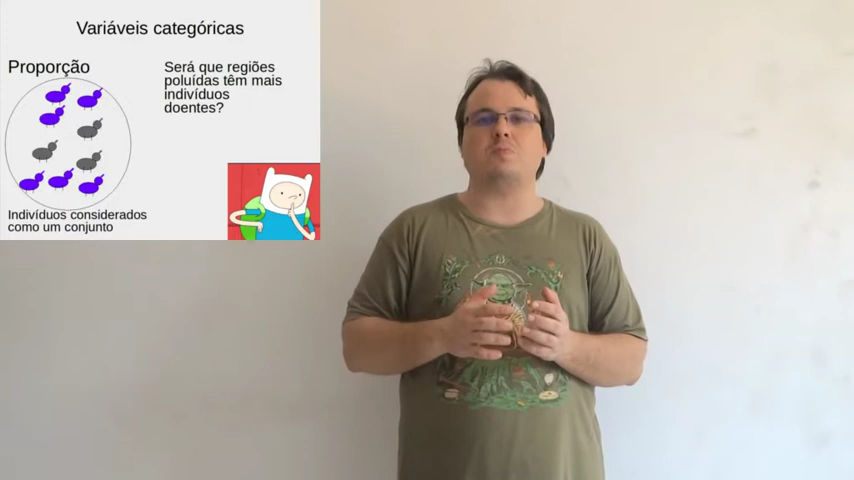 Variáveis categóricas
Proporção
Será que regiões
poluídas têm mais
indivíduos
doentes?
Indivíduos considerados
como um conjunto